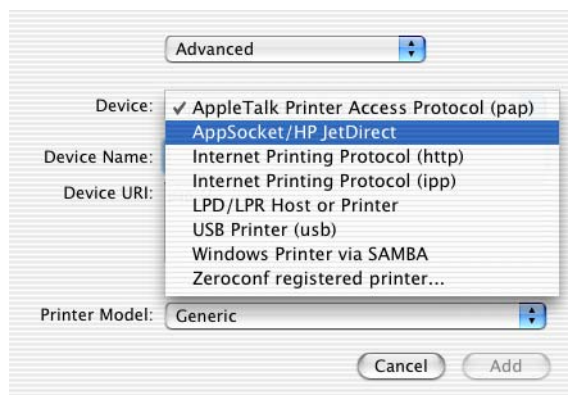 Advanced
Device:
✓ AppleTalk Printer Access Protocol (pap)
AppSocket/HP JetDirect
Device Name:
Internet Printing Protocol (http)
Internet Printing Protocol (ipp)
Device URI:
LPD/LPR Host or Printer
USB Printer (usb)
Windows Printer via SAMBA
Zeroconf registered printer...
Printer Model:
Generic
Cancel
Add